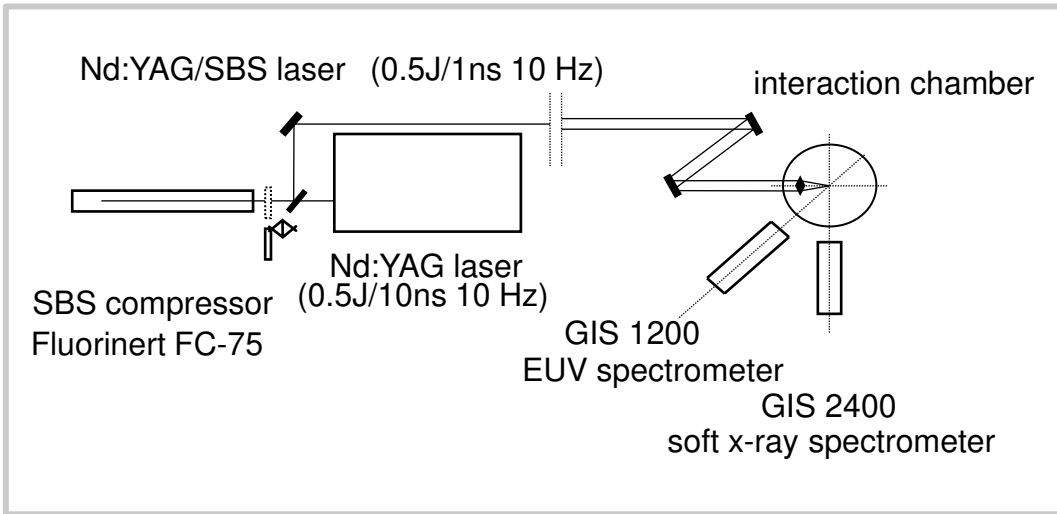 Nd:YAG/SBS laser (0.5J/1ns 10 Hz)
interaction chamber
Nd:YAG laser
(0.5J/10ns 10 Hz)
SBS compressor
Fluorinert FC-75
GIS 1200
EUV spectrometer
GIS 2400
soft x-ray spectrometer